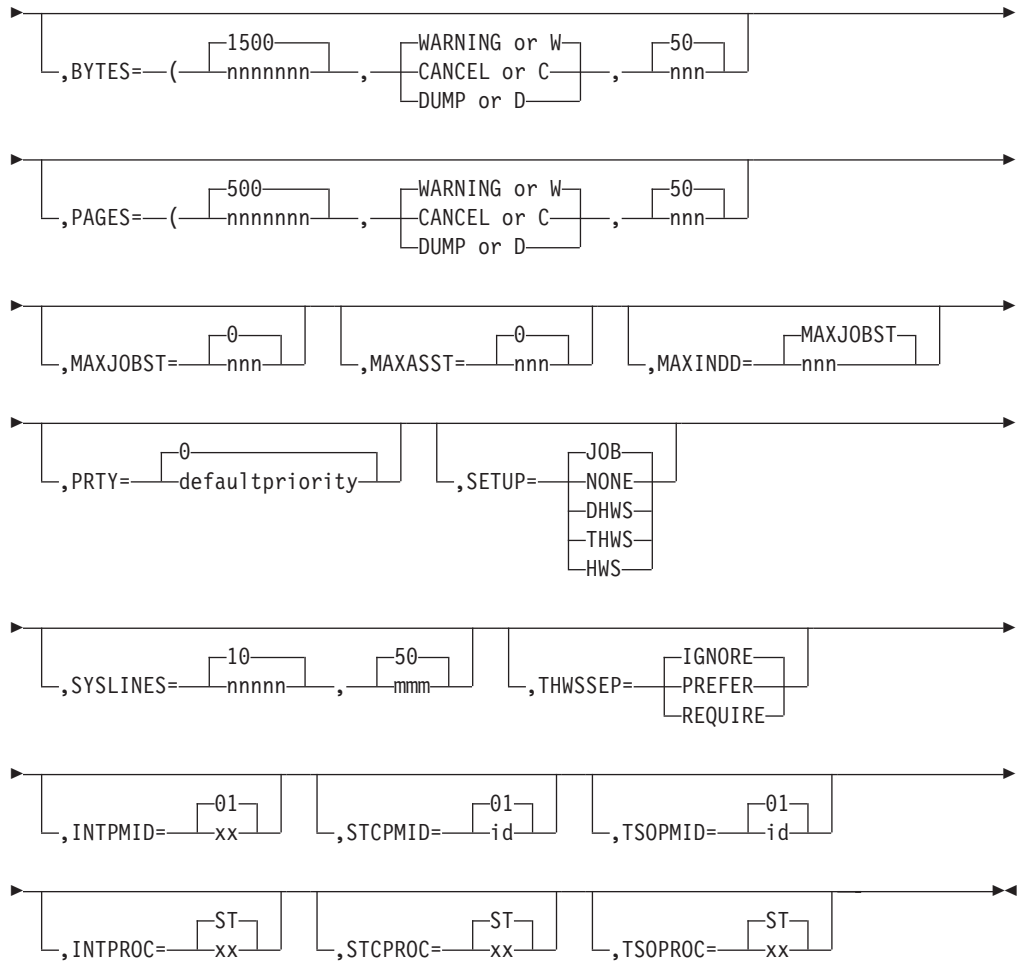 1500 WARNING or W 50
,BYTES= ( nnnnnnn , CANCEL or C , nnn
DUMP or D
500 WARNING or W 50
,PAGES= ( nnnnnnn , CANCEL or C , nnn
DUMP or D
0 0 MAXJOBST
,MAXJOBST= nnn ,MAXASST= nnn ,MAXINDD= nnn
0 JOB
,PRTY= defaultpriority ,SETUP= NONE
DHWS
THWS
HWS
10 50 IGNORE
,SYSLINES= nnnnn , mmm ,THWSSEP= PREFER
REQUIRE
01 01 01
,INTPMID= xx ,STCPMID= id ,TSOPMID= id
ST ST ST
,INTPROC= xx ,STCPROC= xx ,TSOPROC= xx